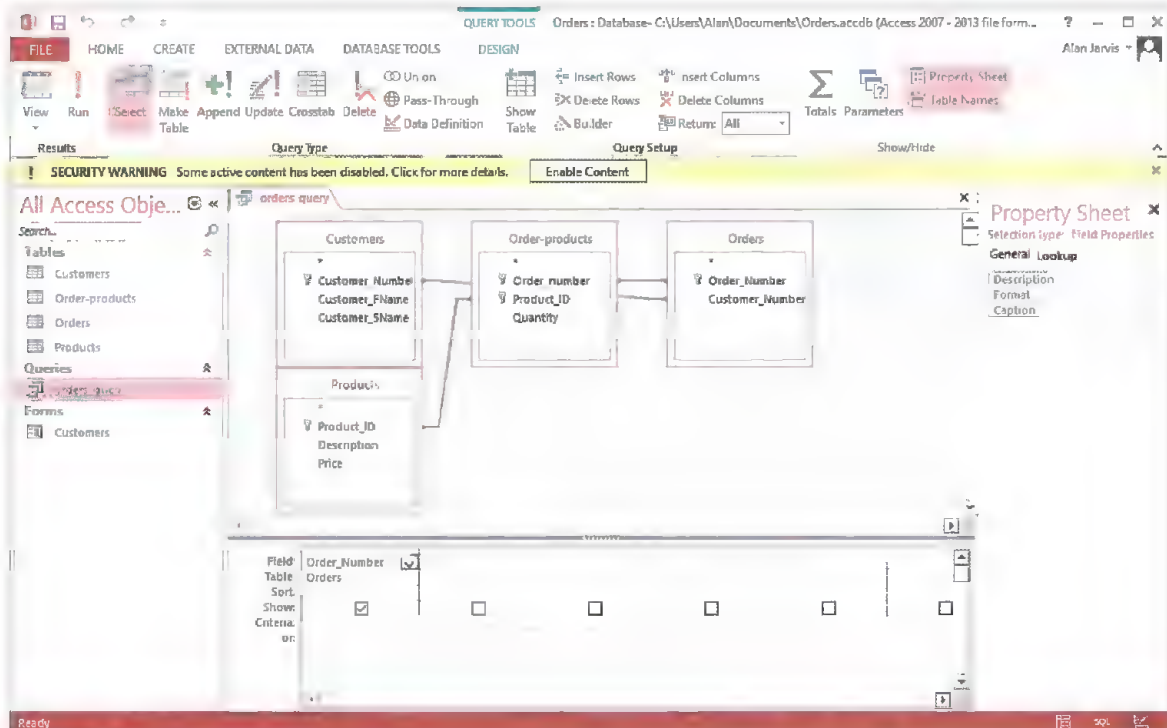 QUERY TOOLS Orders : Database- C:\Users\Alan\Documents\Orders.accdb (Access 2007 - 2013 file form... ?
FILE HOME CREATE EXTERNAL DATA DATABASE TOOLS DESIGN Alan Jarvis
View Run Select Make Table Append Update Crosstab Delete
Union
Pass-Through
Data Definition
Show Table
Insert Rows
Delete Rows
Builder
nsert Columns
Delete Columns
Return: All
Totals Parameters
Property Sheet
Table Names
Results Query Type Query Setup Show/Hide
! SECURITY WARNING Some active content has been disabled. Click for more details. Enable Content
All Access Obje... «
Search...
Tables
Customers
Order-products
Orders
Products
Queries
orders query
Forms
Customers
orders query
Customers
*
Customer_Numbe
Customer_FName
Customer_SName
Order-products
*
Order_number
Product_ID
Quantity
Orders
*
Order_Number
Customer_Number
Products
*
Product_ID
Description
Price
Property Sheet
Selection type: Field Properties
General Lookup
Description
Format
Caption
Field: Order_Number
Table Orders
Sort:
Show:
Criteria:
or:
Ready SQL